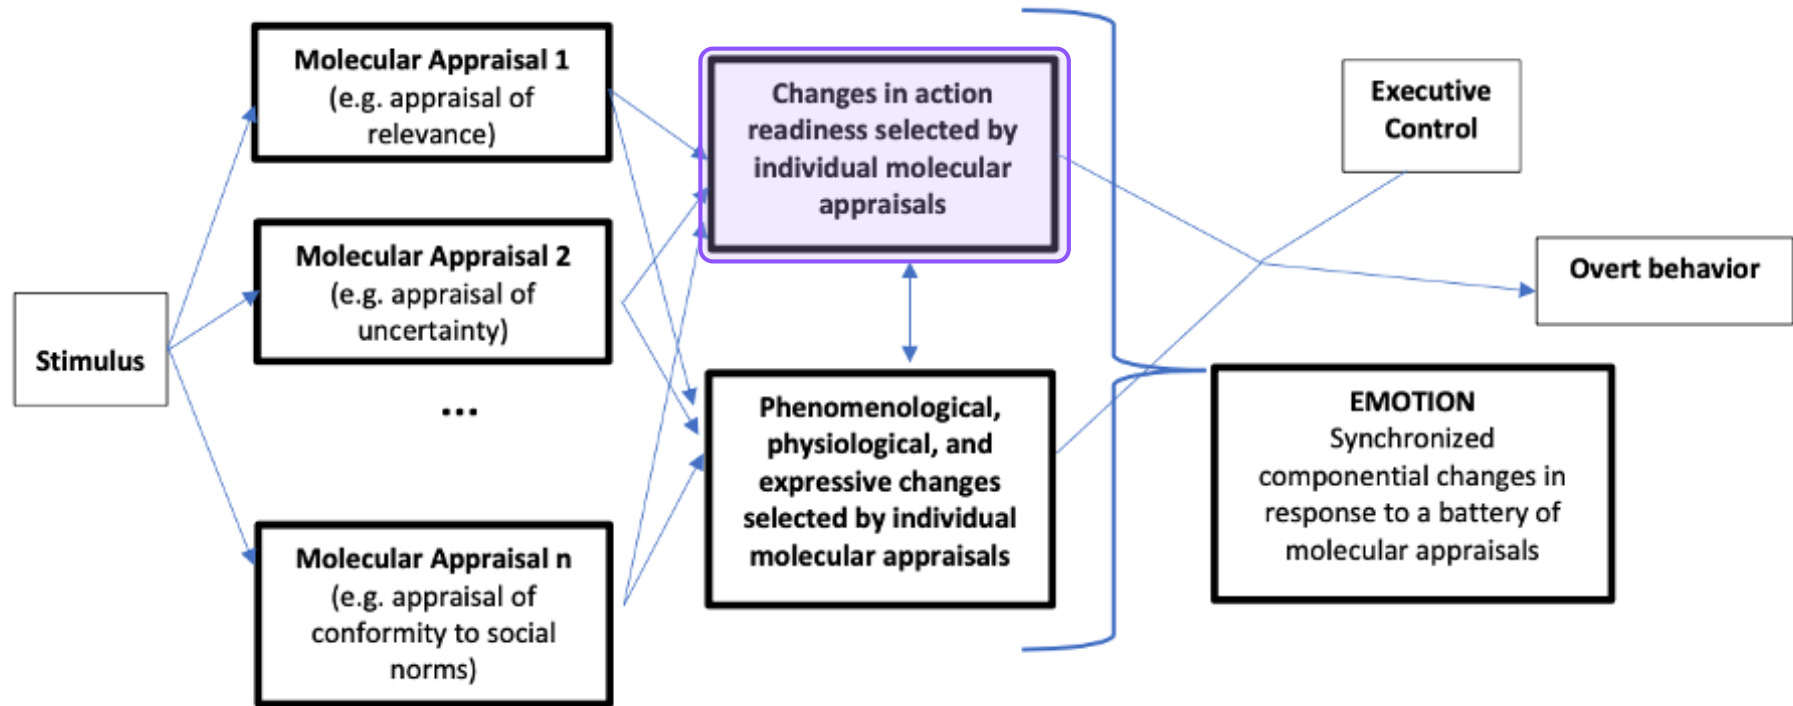 Stimulus
Molecular Appraisal 1
(e.g. appraisal of
relevance)
Molecular Appraisal 2
(e.g. appraisal of
uncertainty)
...
Molecular Appraisal n
(e.g. appraisal of
conformity to social
norms)
Changes in action
readiness selected by
individual molecular
appraisals
Phenomenological,
physiological, and
expressive changes
selected by individual
molecular appraisals
Executive
Control
Overt behavior
EMOTION
Synchronized
componential changes in
response to a battery of
molecular appraisals